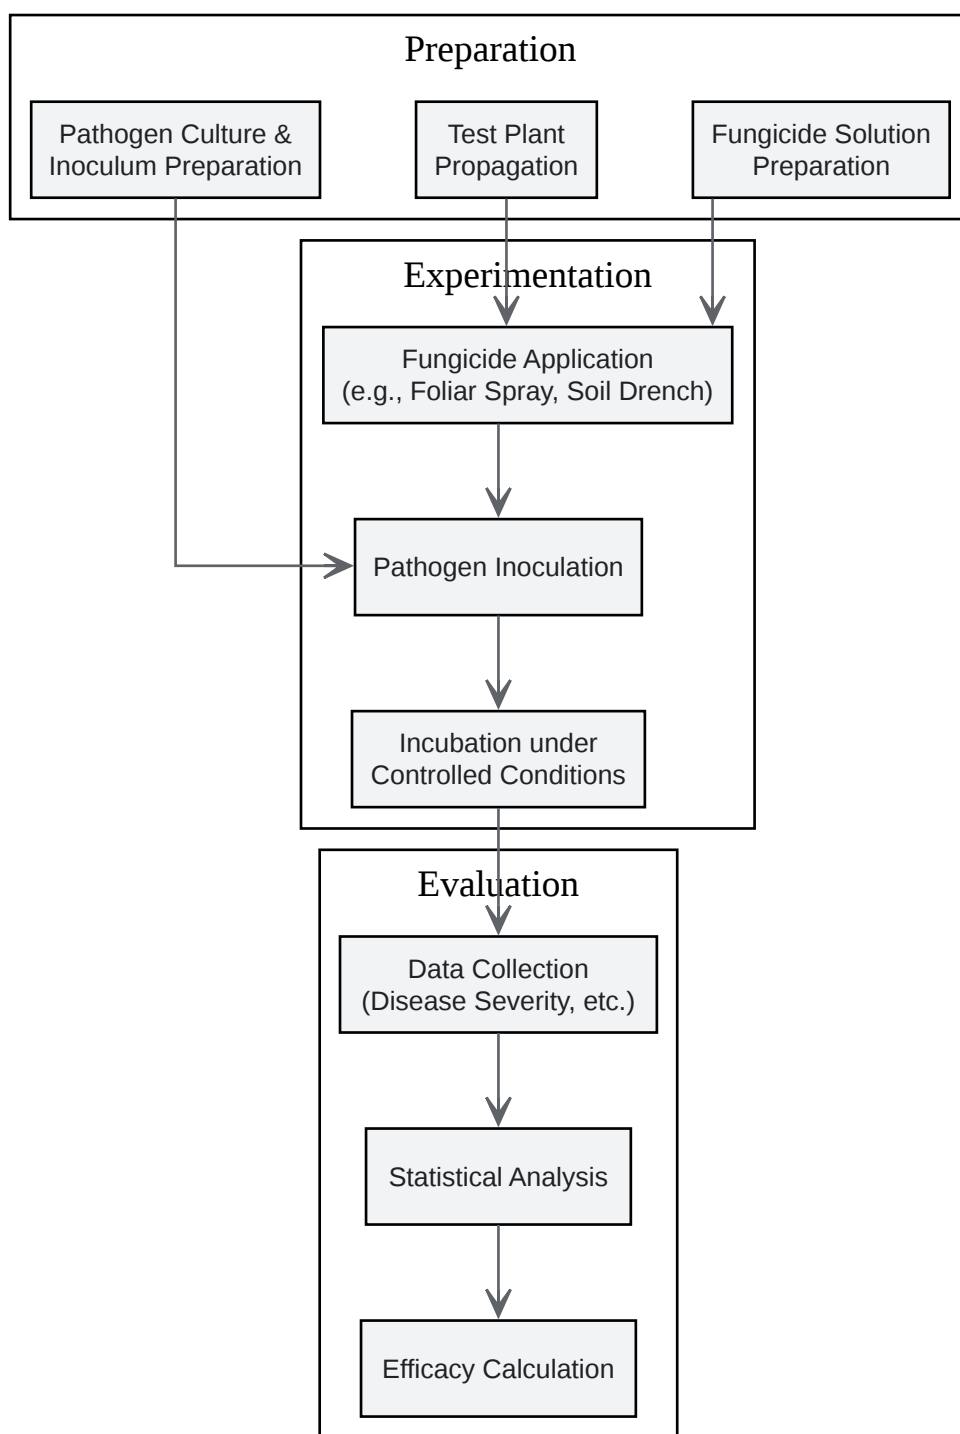 Preparation
Pathogen Culture &
Inoculum Preparation
Test Plant
Propagation
Fungicide Solution
Preparation
Experimentation
Fungicide Application
(e.g., Foliar Spray, Soil Drench)
Pathogen Inoculation
Incubation under
Controlled Conditions
Evaluation
Data Collection
(Disease Severity, etc.)
Statistical Analysis
Efficacy Calculation